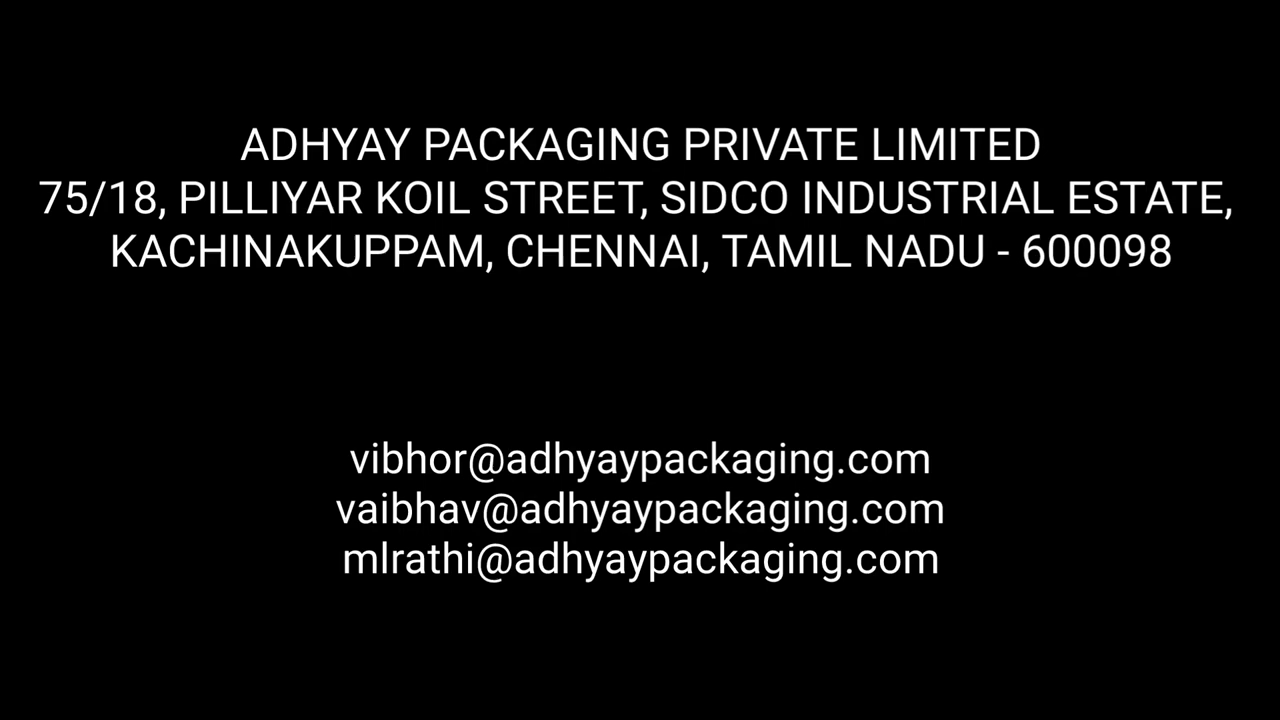 ADHYAY PACKAGING PRIVATE LIMITED
75/18, PILLIYAR KOIL STREET, SIDCO INDUSTRIAL ESTATE,
KACHINAKUPPAM, CHENNAI, TAMIL NADU - 600098
vibhor@adhyaypackaging.com
vaibhav@adhyaypackaging.com
mlrathi@adhyaypackaging.com